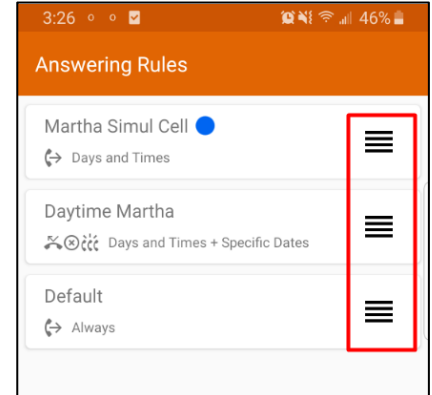 3:26 46%
Answering Rules
Martha Simul Cell
Days and Times
Daytime Martha
Days and Times + Specific Dates
Default
Always